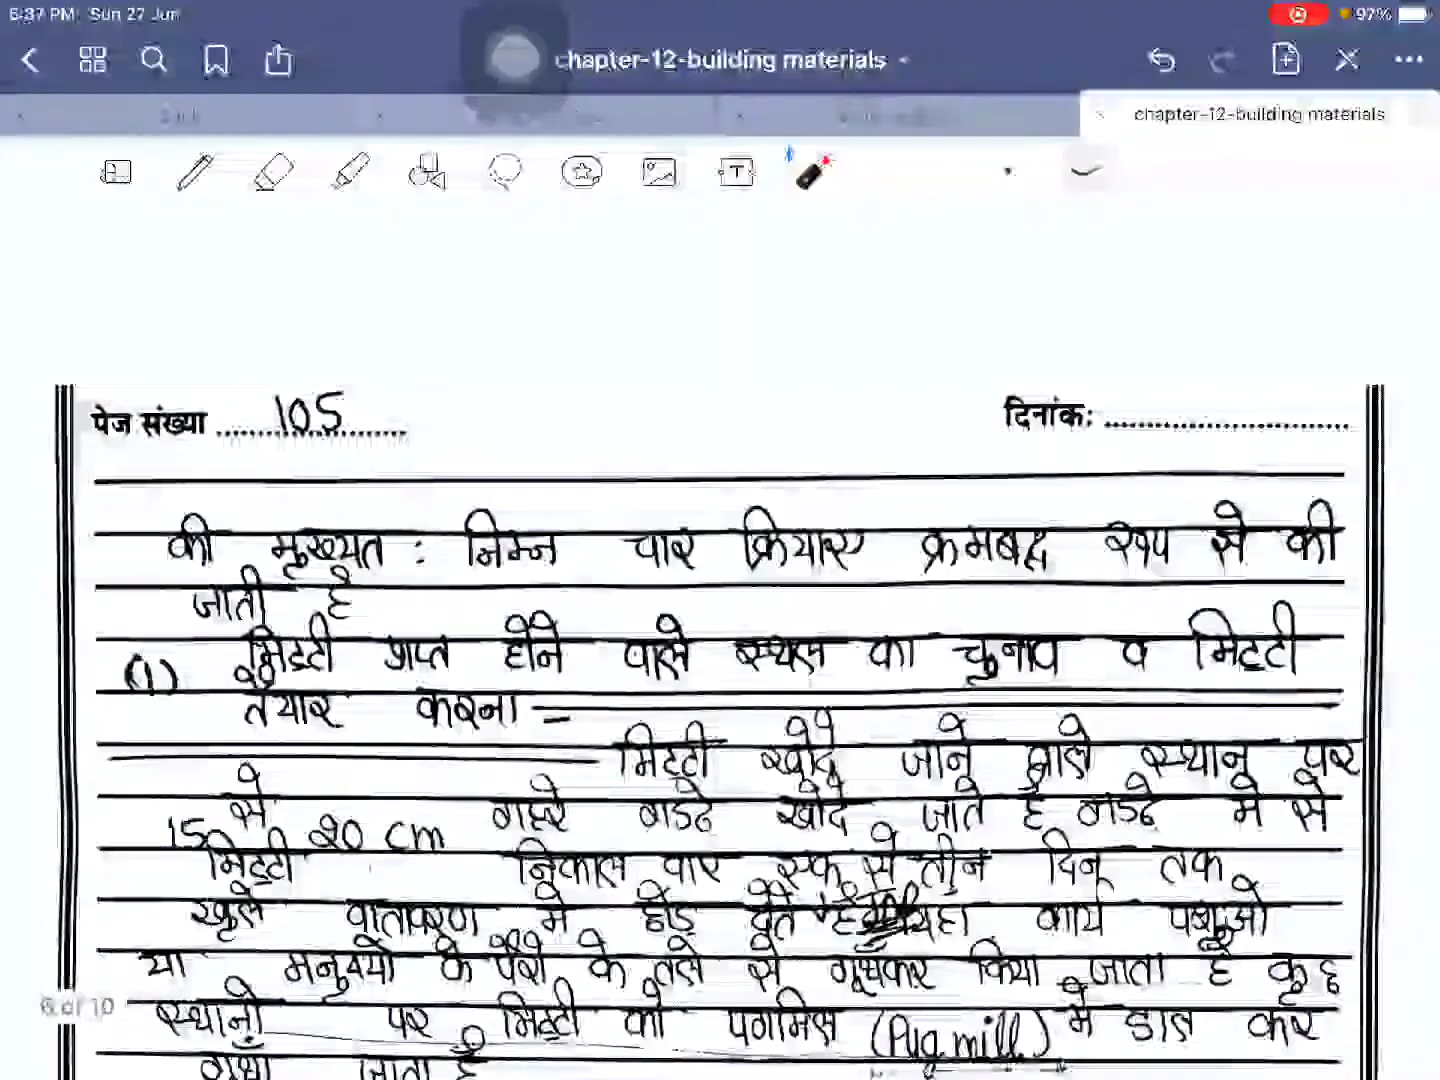 6:37 PM Sun 27 Jun
97%
chapter-12-building materials
chapter-12-building materials
T
पेज संख्या 105 दिनांक:
की मुख्यत: निम्न चार क्रियाए क्रमबद्ध रूप से की
जाती है
(1) मिट्टी प्राप्त होने वाले स्थल का चुनाव व मिट्टी
तैयार करना =
मिट्टी खोदे जाने वाले स्थान पर
15 से 20 cm गहरे गड्ढे खोदे जाते है गड्ढे मे से
मिट्टी निकाल कर एक से तीन दिन तक
खुले वातावरण मे छोड़ देते है यहा कार्य पशुओ
या मनुष्यो के पैरो के तले से गूथकर किया जाता है कुछ
6 of 10
स्थानो पर मिट्टी को पगमिल (Pug mill) मे डाल कर
गूथा जाता है